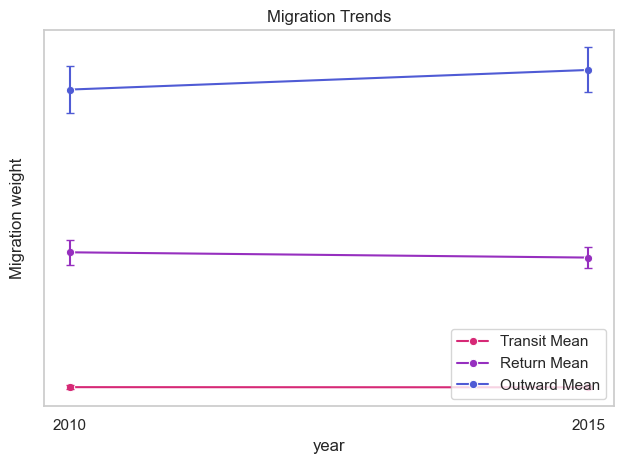 Migration Trends
Migration weight
Transit Mean
Return Mean
Outward Mean
2010
2015
year